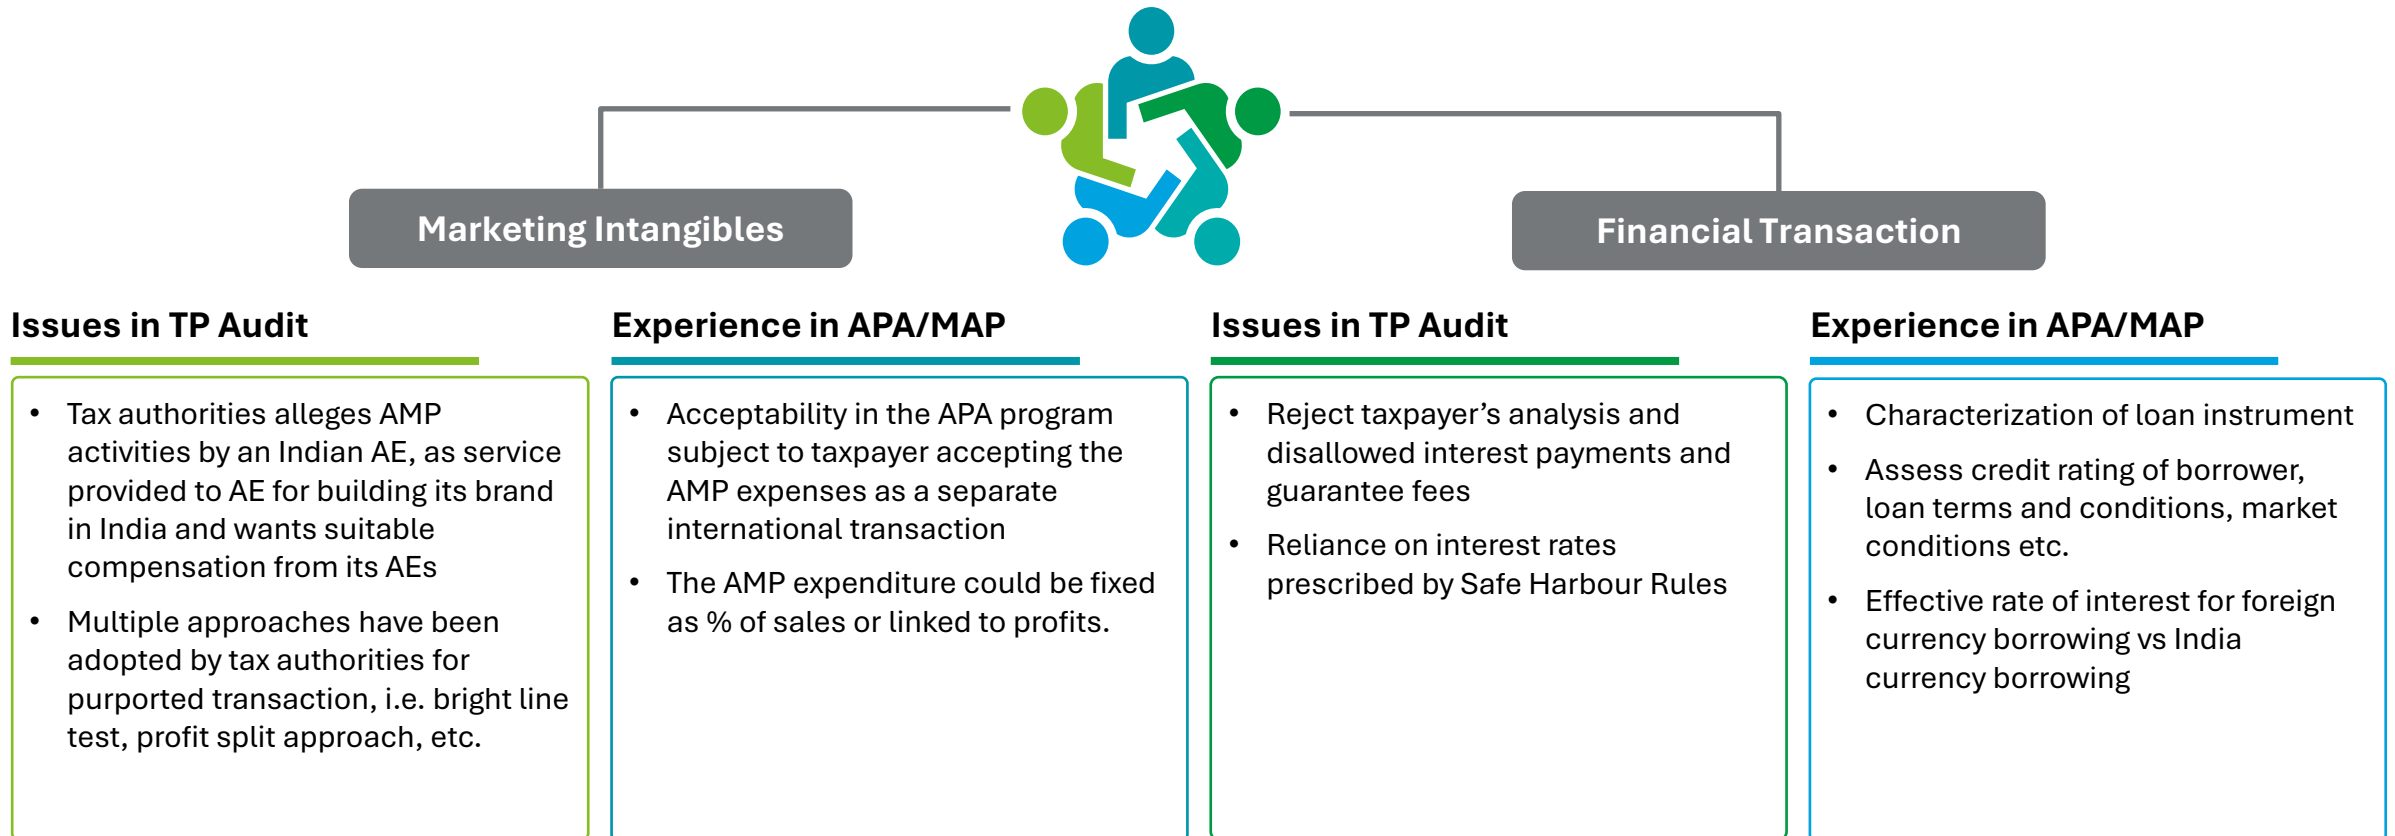 Marketing Intangibles
Financial Transaction
Issues in TP Audit
• Tax authorities alleges AMP
activities by an Indian AE, as service
provided to AE for building its brand
in India and wants suitable
compensation from its AEs
• Multiple approaches have been
adopted by tax authorities for
purported transaction, i.e. bright line
test, profit split approach, etc.
Experience in APA/MAP
• Acceptability in the APA program
subject to taxpayer accepting the
AMP expenses as a separate
international transaction
• The AMP expenditure could be fixed
as % of sales or linked to profits.
Issues in TP Audit
• Reject taxpayer’s analysis and
disallowed interest payments and
guarantee fees
• Reliance on interest rates
prescribed by Safe Harbour Rules
Experience in APA/MAP
• Characterization of loan instrument
• Assess credit rating of borrower,
loan terms and conditions, market
conditions etc.
• Effective rate of interest for foreign
currency borrowing vs India
currency borrowing